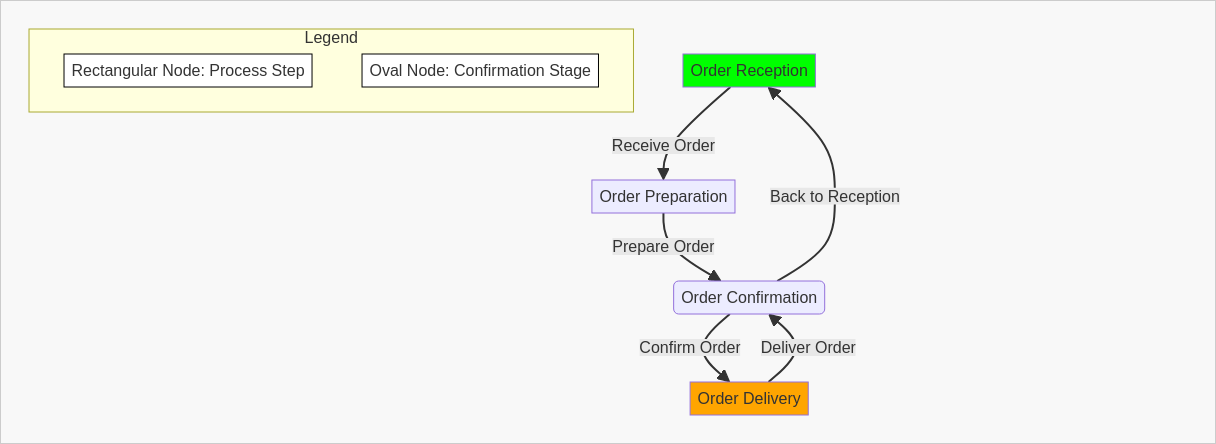 Legend
Rectangular Node: Process Step
Oval Node: Confirmation Stage
Order Reception
Receive Order
Order Preparation
Back to Reception
Prepare Order
Order Confirmation
Confirm Order
Deliver Order
Order Delivery